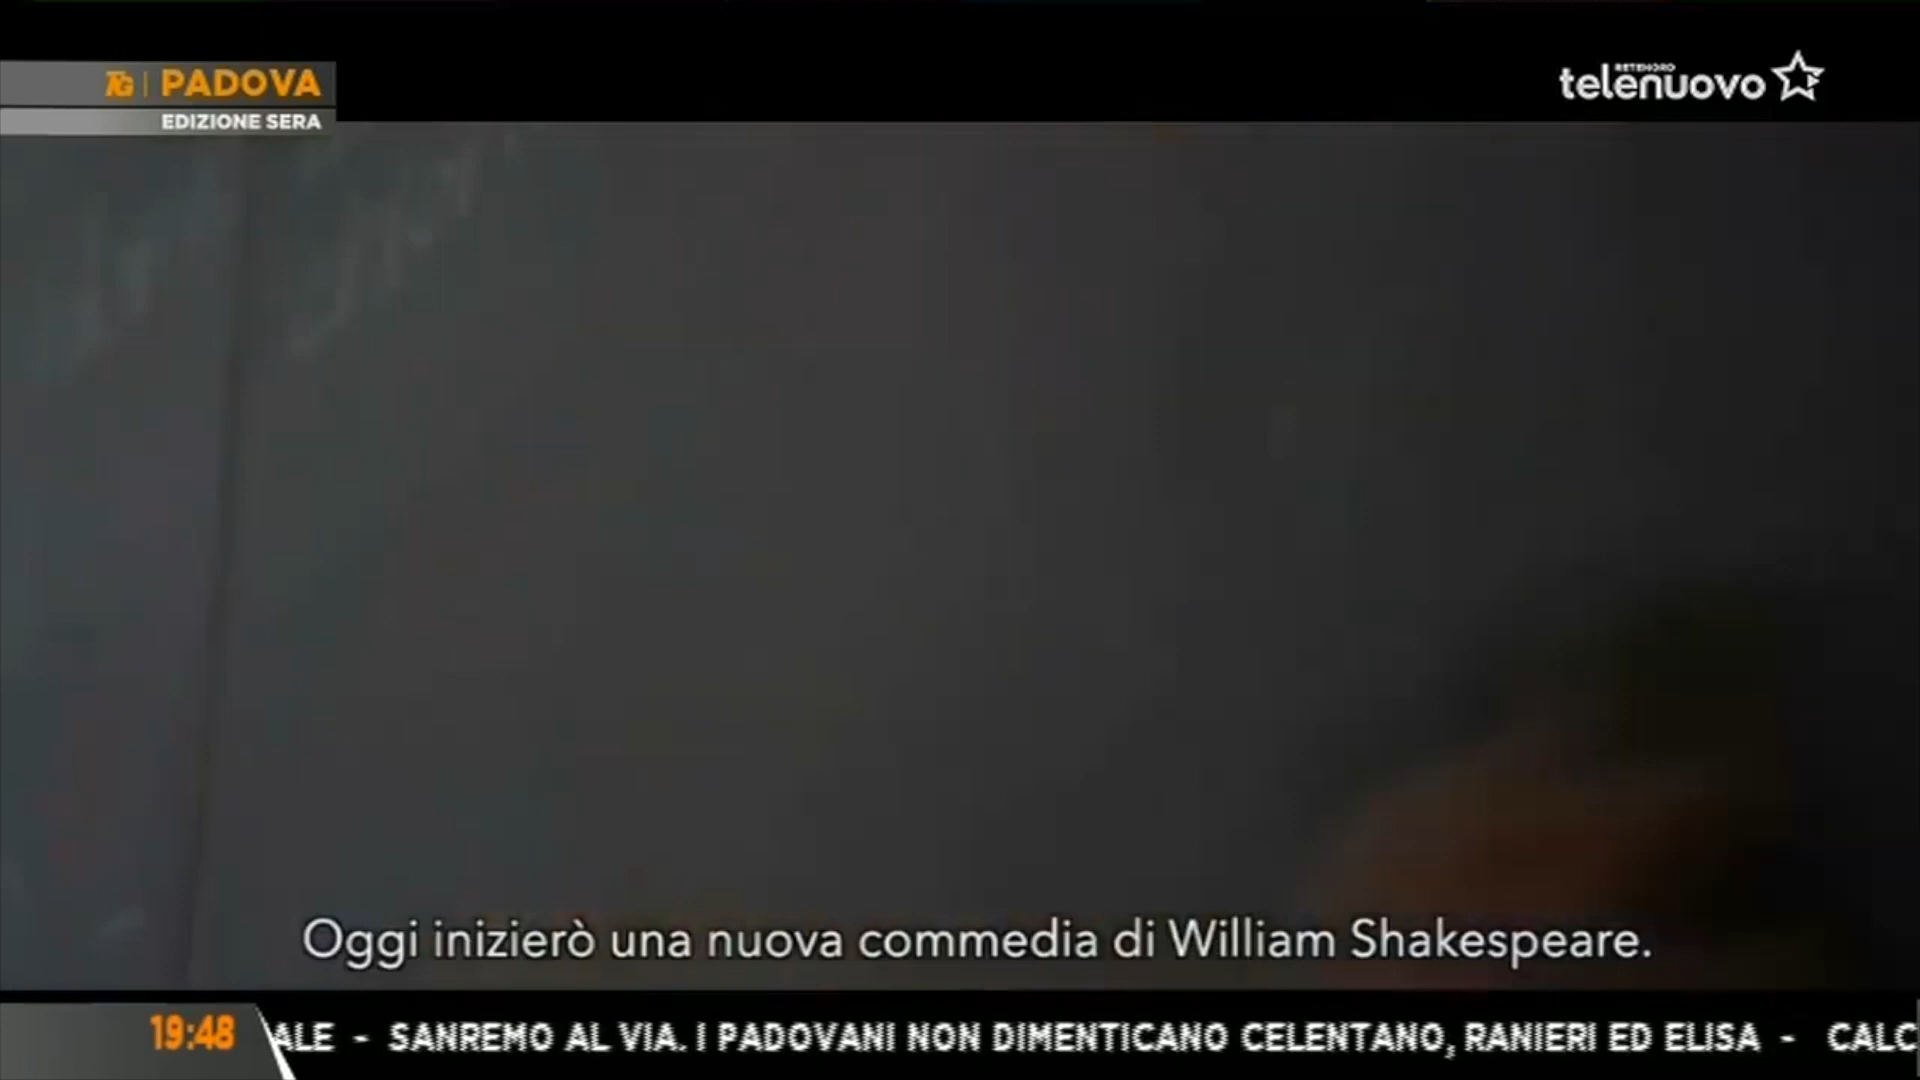 TG | PADOVA
EDIZIONE SERA
RETENORD
telenuovo
Oggi inizierò una nuova commedia di William Shakespeare.
19:48
ALE - SANREMO AL VIA. I PADOVANI NON DIMENTICANO CELENTANO, RANIERI ED ELISA - CALC